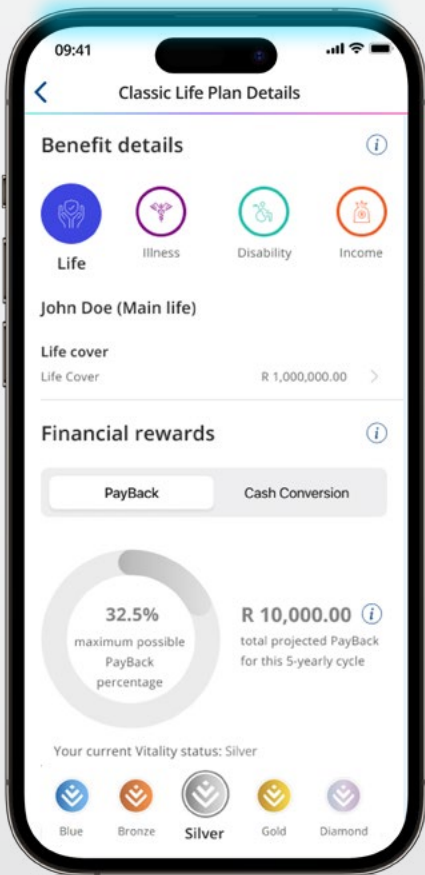 09:41
Classic Life Plan Details
Benefit details
Life
Illness
Disability
Income
John Doe (Main life)
Life cover
Life Cover R 1,000,000.00
Financial rewards
PayBack Cash Conversion
32.5%
maximum possible
PayBack
percentage
R 10,000.00
total projected PayBack
for this 5-yearly cycle
Your current Vitality status: Silver
Blue Bronze Silver Gold Diamond